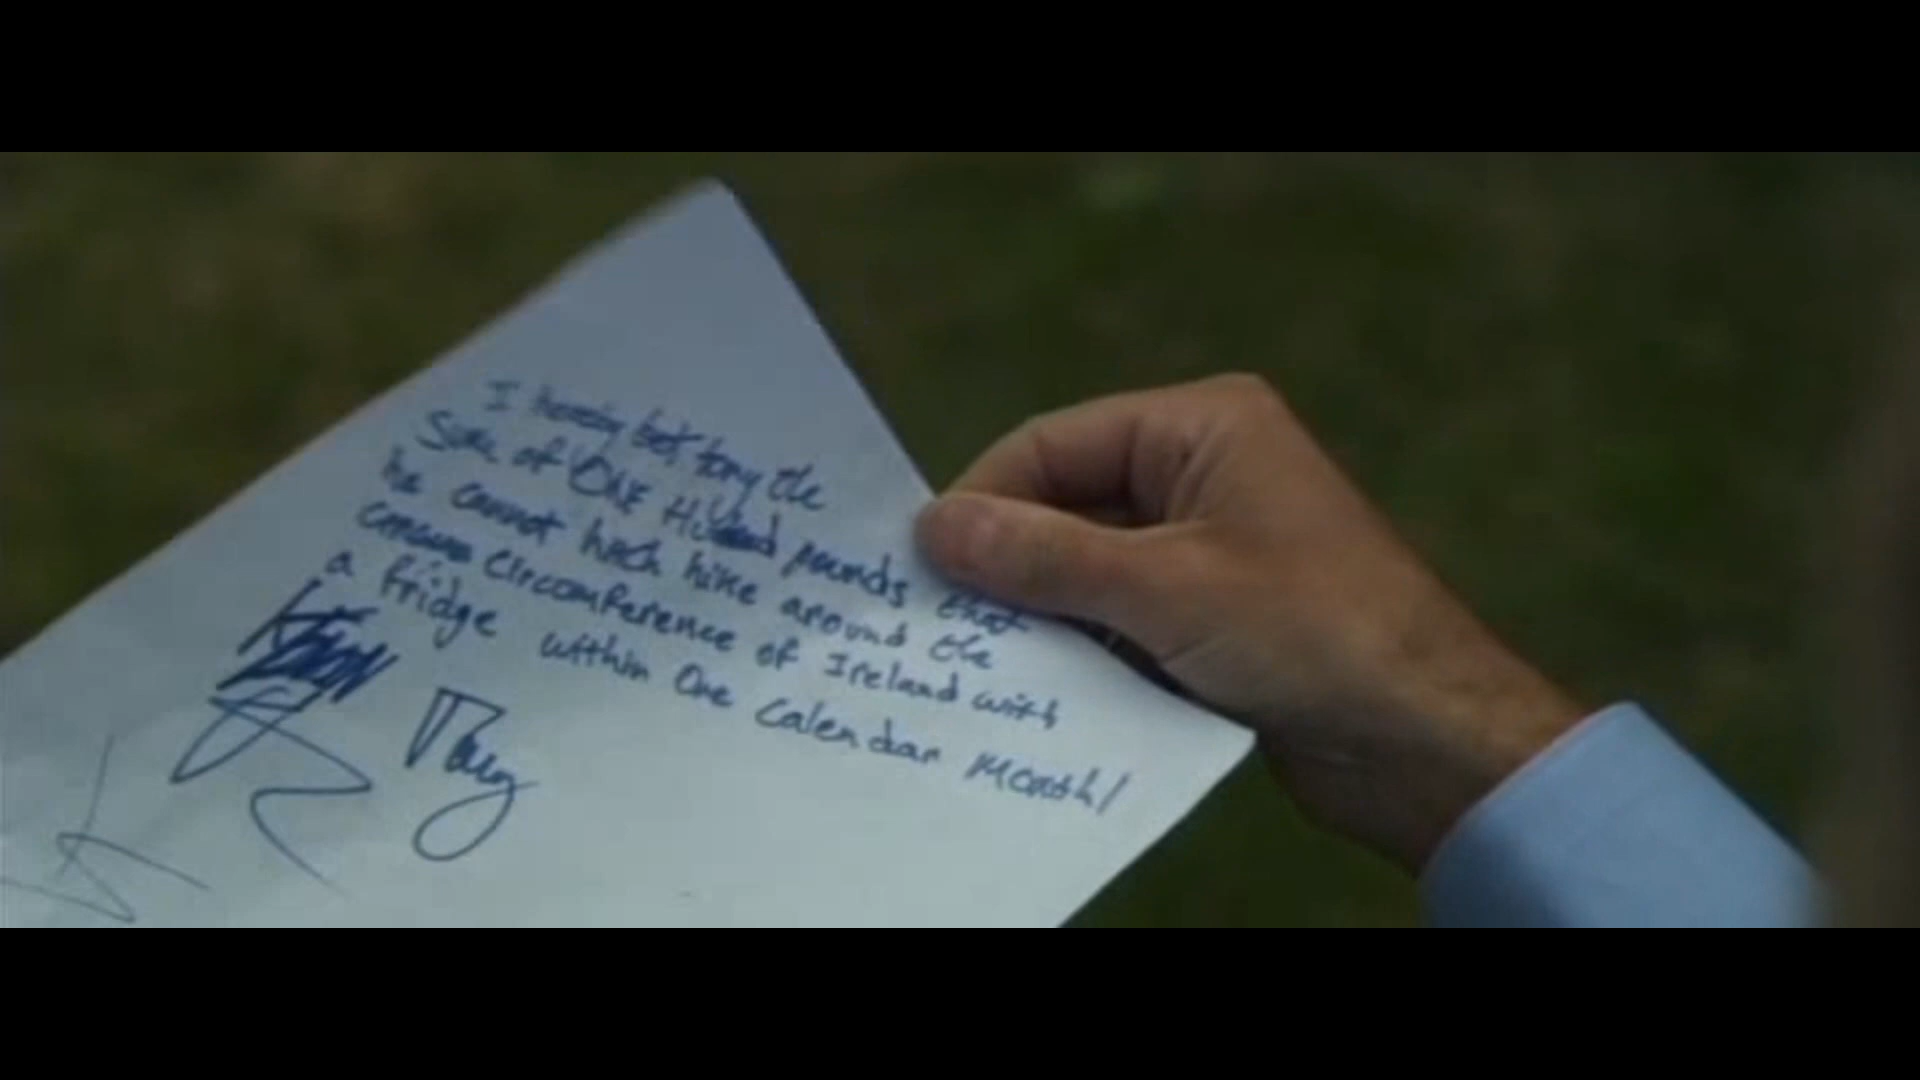 I hereby bet tony the
Sum of ONE Hundred pounds that
he cannot hitch hike around the
circumference of Ireland with
a fridge within One Calendar Month!
Tony